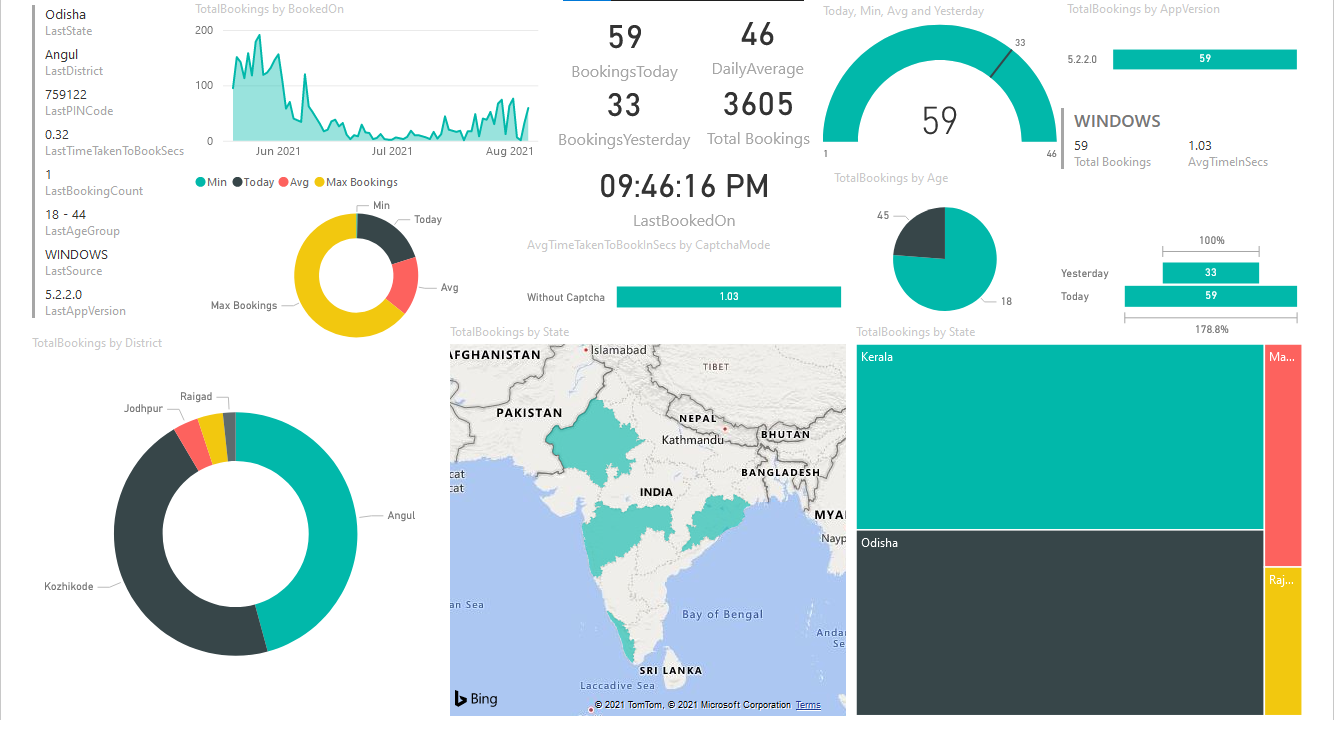 Odisha
LastState
Angul
LastDistrict
759122
LastPINCode
0.32
LastTimeTakenToBookSecs
1
LastBookingCount
18 - 44
LastAgeGroup
WINDOWS
LastSource
5.2.2.0
LastAppVersion
TotalBookings by BookedOn
200
100
0
Jun 2021
Jul 2021
Aug 2021
59
BookingsToday
46
DailyAverage
33
BookingsYesterday
3605
Total Bookings
09:46:16 PM
LastBookedOn
Today, Min, Avg and Yesterday
33
59
1
46
TotalBookings by AppVersion
5.2.2.0
59
WINDOWS
59
Total Bookings
1.03
AvgTimeInSecs
Min
Today
Avg
Max Bookings
Min
Today
Avg
Max Bookings
AvgTimeTakenToBookInSecs by CaptchaMode
Without Captcha
1.03
TotalBookings by Age
45
18
100%
Yesterday
33
Today
59
178.8%
TotalBookings by District
Raigad
Jodhpur
Angul
Kozhikode
TotalBookings by State
AFGHANISTAN
Islamabad
TIBET
PAKISTAN
NEPAL
Kathmandu
BHUTAN
BANGLADESH
cat
cat
INDIA
MYAI
Nayp
an Sea
Bay of Bengal
Andar
Se
SRI LANKA
Laccadive Sea
Bing
© 2021 TomTom, © 2021 Microsoft Corporation Terms
TotalBookings by State
Kerala
Ma...
Odisha
Raj...